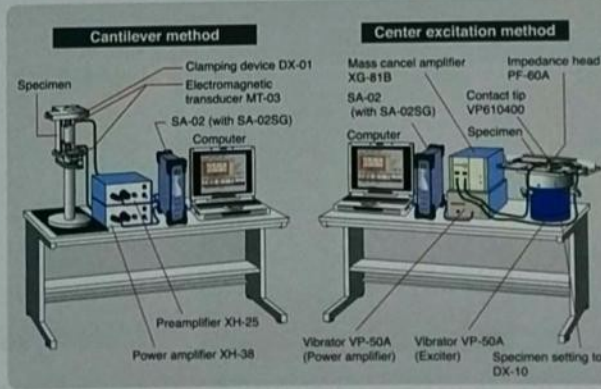 Cantilever method
Clamping device DX-01
Specimen
Electromagnetic
transducer MT-03
SA-02 (with SA-02SG)
Computer
Preamplifier XH-25
Power amplifier XH-38
Center excitation method
Mass cancel amplifier
XG-81B
Impedance head
PF-60A
SA-02
(with SA-02SG)
Contact tip
VP610400
Computer
Specimen
Vibrator VP-50A
(Power amplifier)
Vibrator VP-50A
(Exciter)
Specimen setting to
DX-10